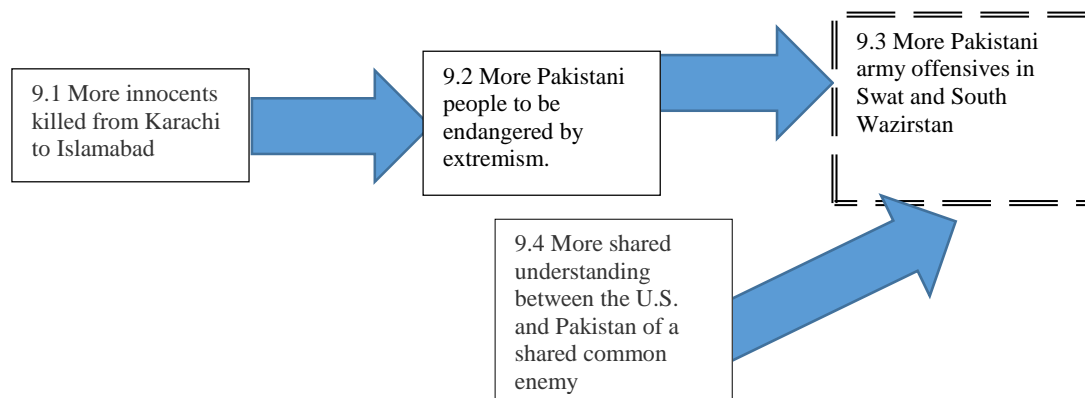 9.1 More innocents
killed from Karachi
to Islamabad
9.2 More Pakistani
people to be
endangered by
extremism.
9.3 More Pakistani
army offensives in
Swat and South
Wazirstan
9.4 More shared
understanding
between the U.S.
and Pakistan of a
shared common
enemy